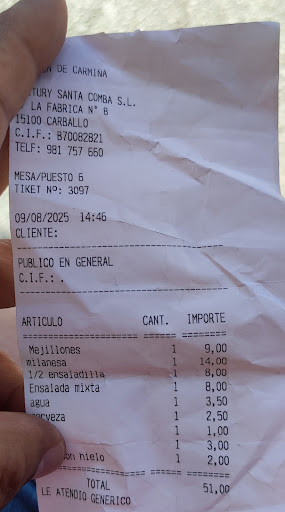 DE CARMIÑA
TURY SANTA COMBA S.L.
LA FABRICA Nº 8
15100 CARBALLO
C.I.F.: B70082821
TELF: 981 757 660
MESA/PUESTO 6
TIKET Nº: 3097
09/08/2025 14:46
CLIENTE:
PUBLICO EN GENERAL
C.I.F.: .
ARTICULO CANT. IMPORTE
Mejillones 1 9,00
milanesa 1 14,00
1/2 ensaladilla 1 8,00
Ensalada mixta 1 8,00
agua 1 3,50
cerveza 1 2,50
1 1,00
1 3,00
con hielo 1 2,00
TOTAL 51,00
LE ATENDIO GENERICO